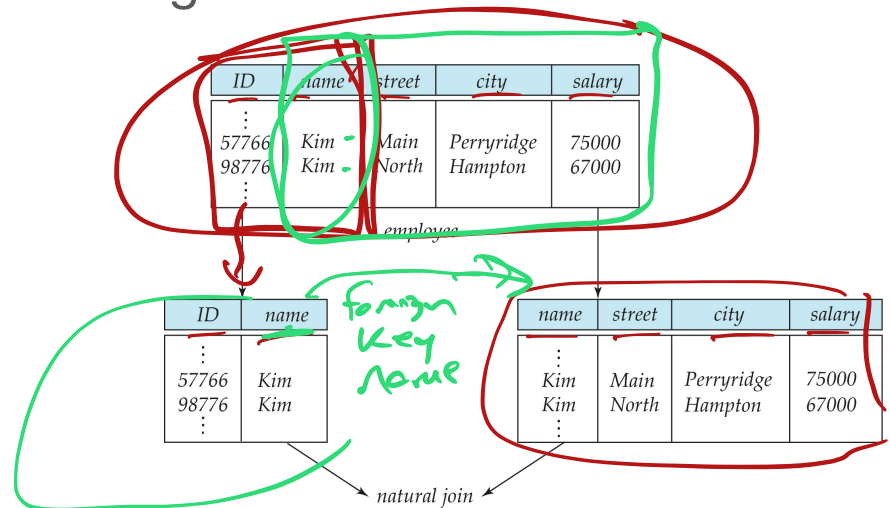 ID name street city salary
⋮
57766 Kim Main Perryridge 75000
98776 Kim North Hampton 67000
⋮
employee
ID name
⋮
57766 Kim
98776 Kim
⋮
foreign
Key
name
name street city salary
⋮
Kim Main Perryridge 75000
Kim North Hampton 67000
⋮
natural join